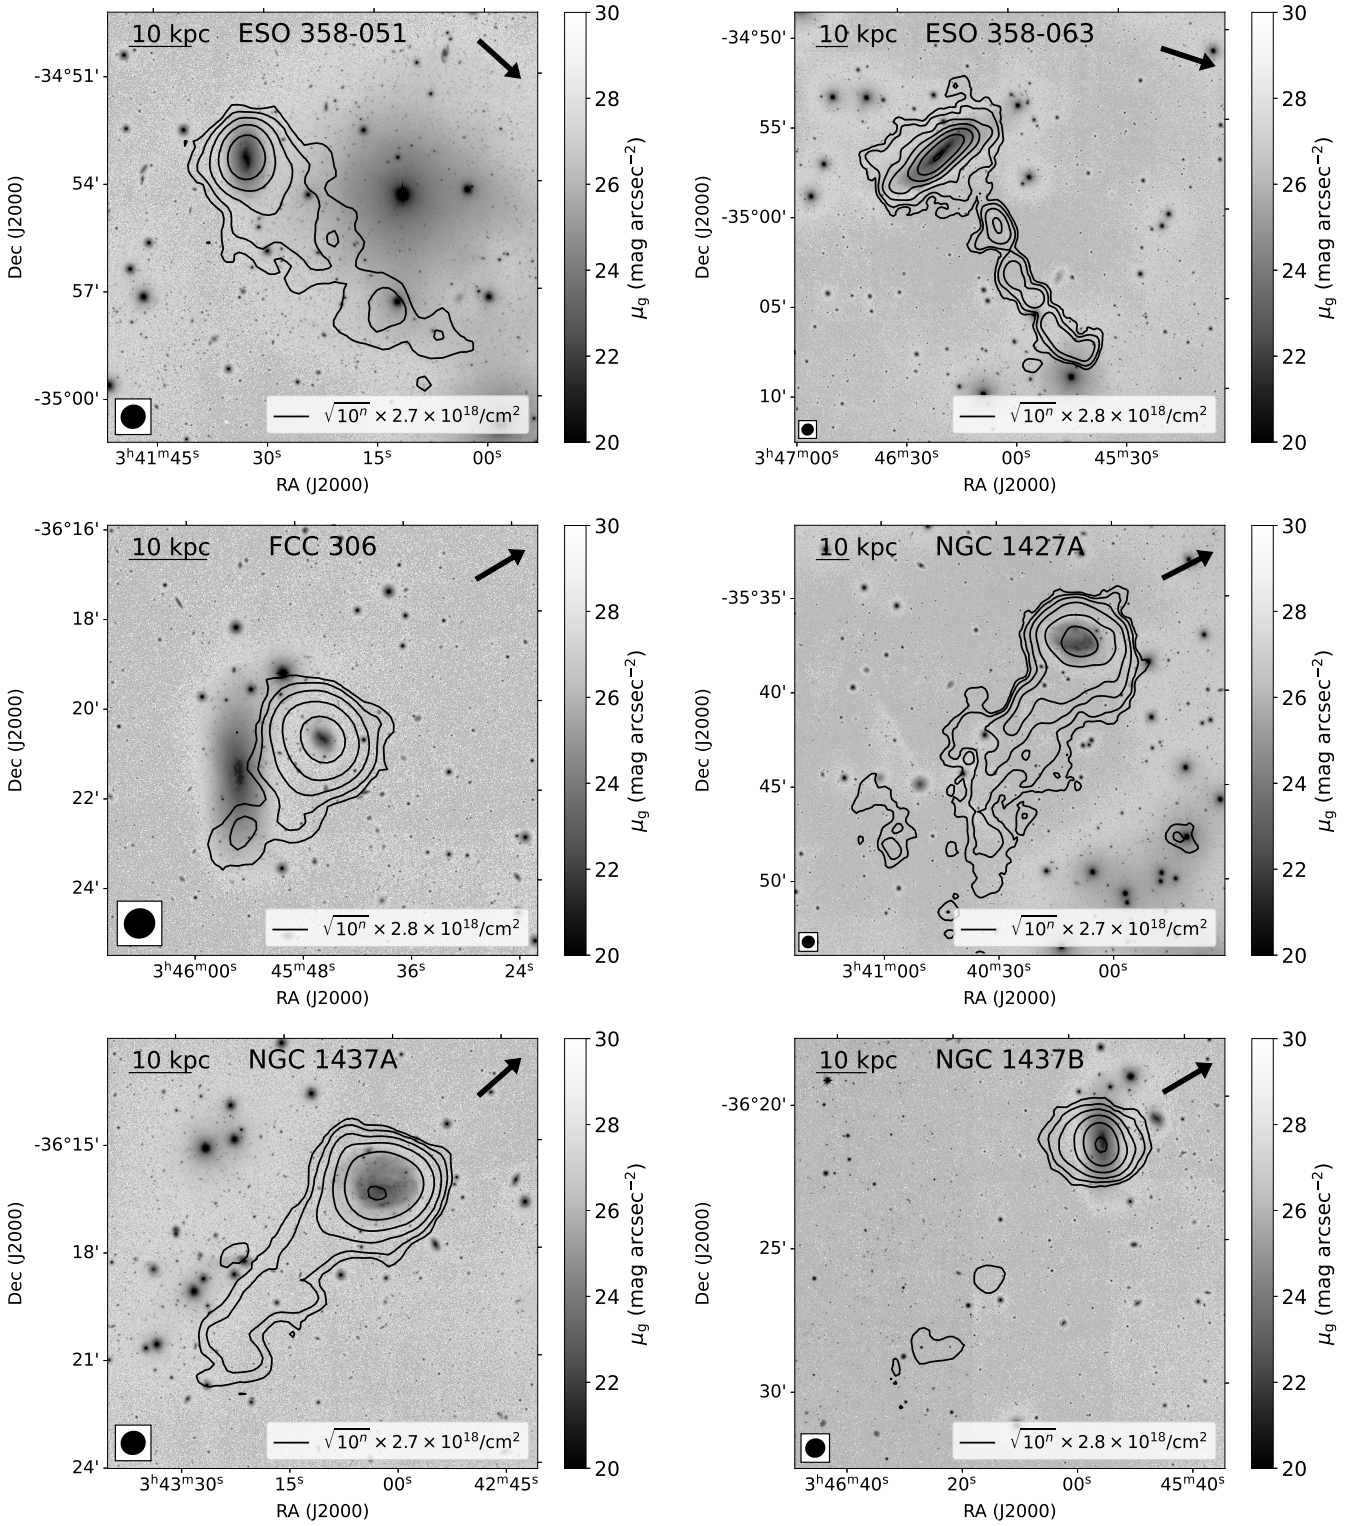 10 kpc ESO 358-051
-34°51'
54'
57'
-35°00'
Dec (J2000)
3ʰ41ᵐ45ˢ 30ˢ 15ˢ 00ˢ
RA (J2000)
√10ⁿ × 2.7 × 10¹⁸/cm²
30
28
26
24
22
20
μg (mag arcsec⁻²)
10 kpc ESO 358-063
-34°50'
55'
-35°00'
05'
10'
Dec (J2000)
3ʰ47ᵐ00ˢ 46ᵐ30ˢ 00ˢ 45ᵐ30ˢ
RA (J2000)
√10ⁿ × 2.8 × 10¹⁸/cm²
30
28
26
24
22
20
μg (mag arcsec⁻²)
10 kpc FCC 306
-36°16'
18'
20'
22'
24'
Dec (J2000)
3ʰ46ᵐ00ˢ 45ᵐ48ˢ 36ˢ 24ˢ
RA (J2000)
√10ⁿ × 2.8 × 10¹⁸/cm²
30
28
26
24
22
20
μg (mag arcsec⁻²)
10 kpc NGC 1427A
-35°35'
40'
45'
50'
Dec (J2000)
3ʰ41ᵐ00ˢ 40ᵐ30ˢ 00ˢ
RA (J2000)
√10ⁿ × 2.7 × 10¹⁸/cm²
30
28
26
24
22
20
μg (mag arcsec⁻²)
10 kpc NGC 1437A
-36°15'
18'
21'
24'
Dec (J2000)
3ʰ43ᵐ30ˢ 15ˢ 00ˢ 42ᵐ45ˢ
RA (J2000)
√10ⁿ × 2.7 × 10¹⁸/cm²
30
28
26
24
22
20
μg (mag arcsec⁻²)
10 kpc NGC 1437B
-36°20'
25'
30'
Dec (J2000)
3ʰ46ᵐ40ˢ 20ˢ 00ˢ 45ᵐ40ˢ
RA (J2000)
√10ⁿ × 2.8 × 10¹⁸/cm²
30
28
26
24
22
20
μg (mag arcsec⁻²)